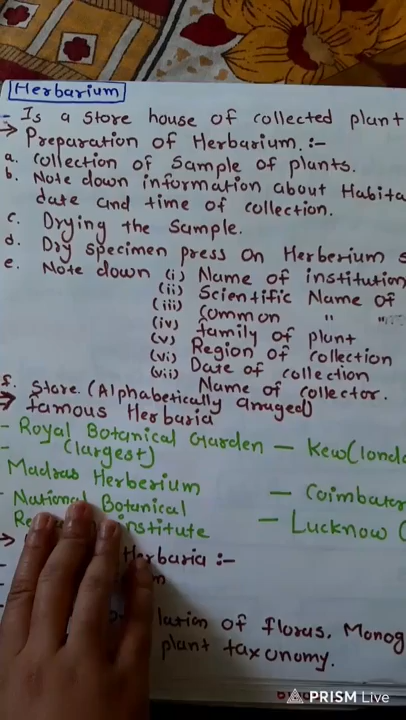 Herbarium
- Is a store house of collected plant
→ Preparation of Herbarium :-
a. Collection of Sample of plants.
b. Note down information about Habita
date and time of collection.
c. Drying the Sample.
d. Dry specimen press on Herberium s
e. Note down (i) Name of institution
(ii) Scientific Name of
(iii) Common " "
(iv) family of plant
(v) Region of collection
(vi) Date of collection
(vii) Name of collector.
f. Store. (Alphabetically arruged)
→ famous Herbaria
- Royal Botanical Garden - Kew (londo
(largest)
Madras Herberium - Coimbator
- National Botanical
Re institute - Lucknow (
→ Herbaria :-
lation of floras, Monog
plant taxonomy.
PRISM Live